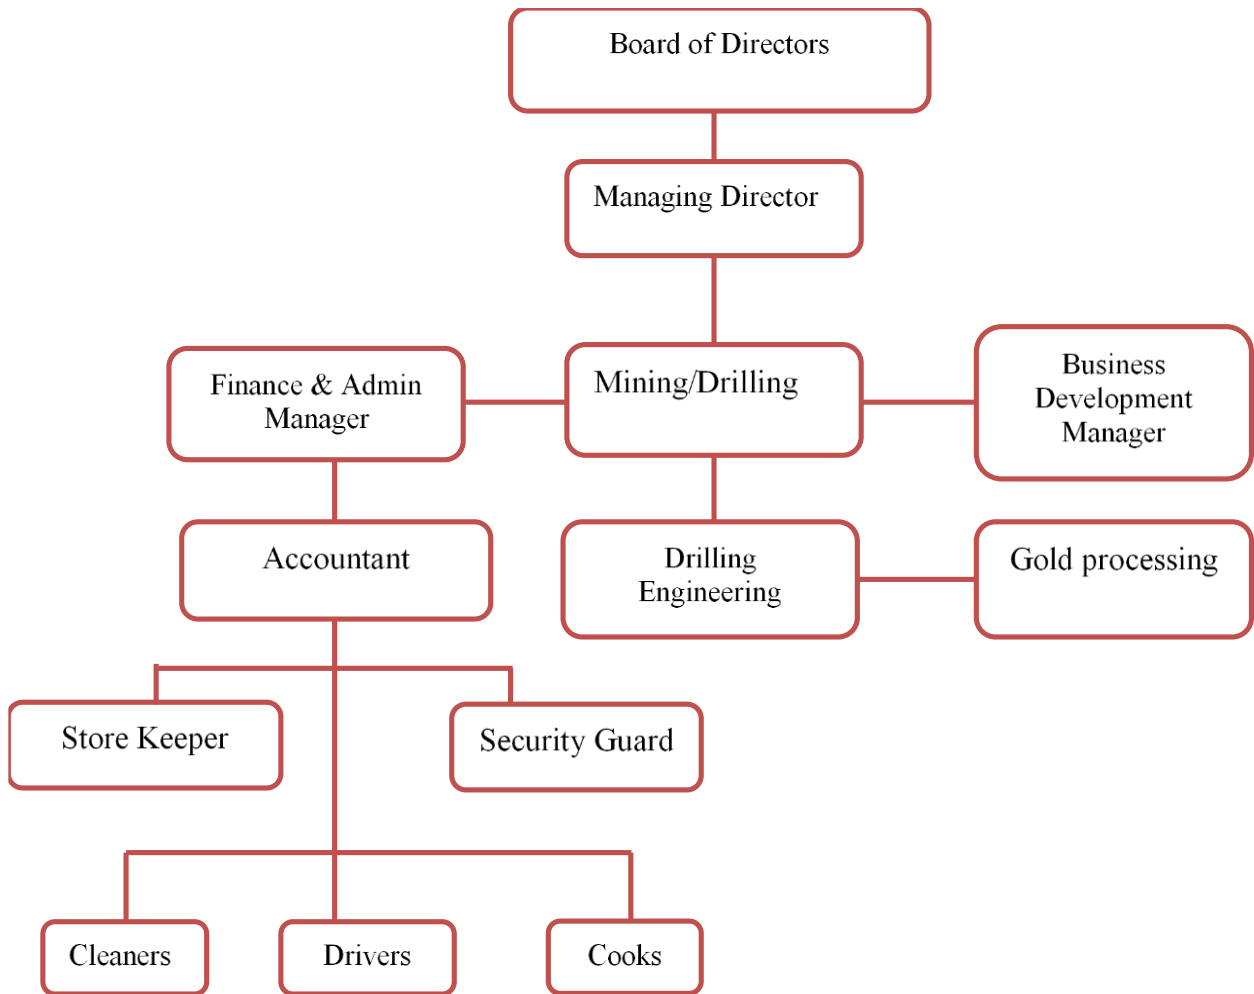 Board of Directors
Managing Director
Finance & Admin
Manager
Mining/Drilling
Business
Development
Manager
Accountant
Drilling
Engineering
Gold processing
Store Keeper
Security Guard
Cleaners
Drivers
Cooks